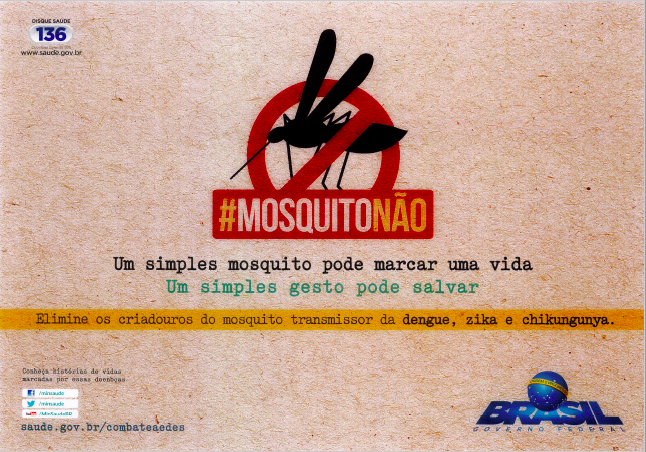 DISQUE SAÚDE
136
www.saude.gov.br
#MOSQUITONÃO
Um simples mosquito pode marcar uma vida
Um simples gesto pode salvar
Elimine os criadouros do mosquito transmissor da dengue, zika e chikungunya.
Conheça histórias de vidas
marcadas por essas doenças
/minsaude
/minsaude
/MinSaudeBR
saude.gov.br/combateaedes
BRASIL
GOVERNO FEDERAL